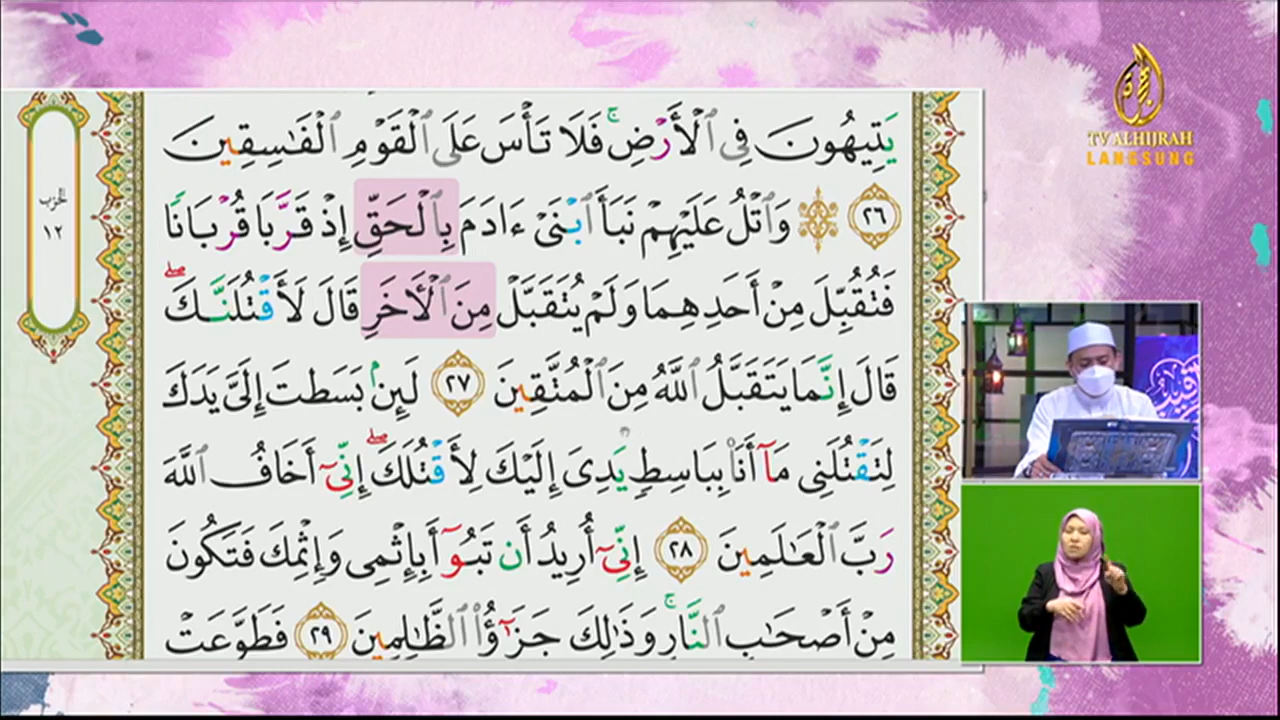 يَتِيهُونَ فِى ٱلْأَرْضِ ۚ فَلَا تَأْسَ عَلَى ٱلْقَوْمِ ٱلْفَٰسِقِينَ
٢٦ ۞ وَٱتْلُ عَلَيْهِمْ نَبَأَ ٱبْنَىْ ءَادَمَ بِٱلْحَقِّ إِذْ قَرَّبَا قُرْبَانًا
فَتُقُبِّلَ مِنْ أَحَدِهِمَا وَلَمْ يُتَقَبَّلْ مِنَ ٱلْأَخَرِ قَالَ لَأَقْتُلَنَّكَ ۖ
قَالَ إِنَّمَا يَتَقَبَّلُ ٱللَّهُ مِنَ ٱلْمُتَّقِينَ ٢٧ لَئِنۢ بَسَطتَ إِلَىَّ يَدَكَ
لِتَقْتُلَنِى مَآ أَنَا۠ بِبَاسِطٍ يَدِىَ إِلَيْكَ لِأَقْتُلَكَ ۖ إِنِّىٓ أَخَافُ ٱللَّهَ
رَبَّ ٱلْعَٰلَمِينَ ٢٨ إِنِّىٓ أُرِيدُ أَن تَبُوٓأَ بِإِثْمِى وَإِثْمِكَ فَتَكُونَ
مِنْ أَصْحَٰبِ ٱلنَّارِ ۚ وَذَٰلِكَ جَزَٰٓؤُا۟ ٱلظَّٰلِمِينَ ٢٩ فَطَوَّعَتْ
الحزب
١٢
TV ALHIJRAH
LANGSUNG